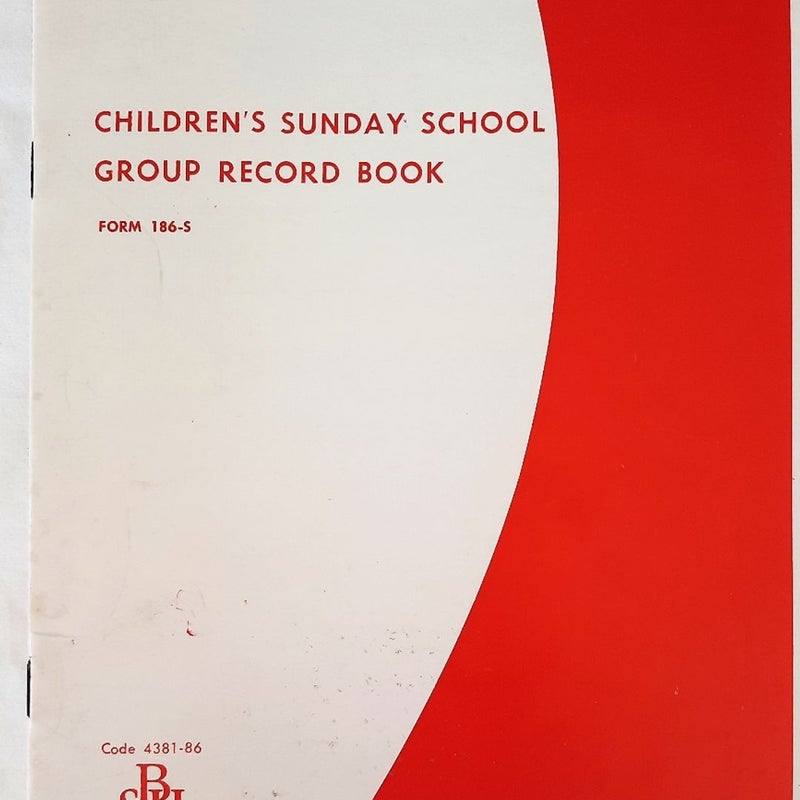 CHILDREN'S SUNDAY SCHOOL
GROUP RECORD BOOK
FORM 186-S
Code 4381-86
B